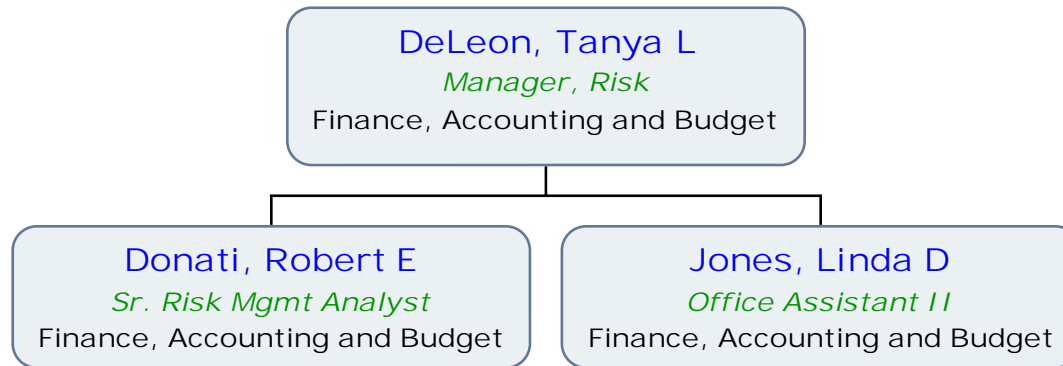 DeLeon, Tanya L
Manager, Risk
Finance, Accounting and Budget
Donati, Robert E
Sr. Risk Mgmt Analyst
Finance, Accounting and Budget
Jones, Linda D
Office Assistant II
Finance, Accounting and Budget